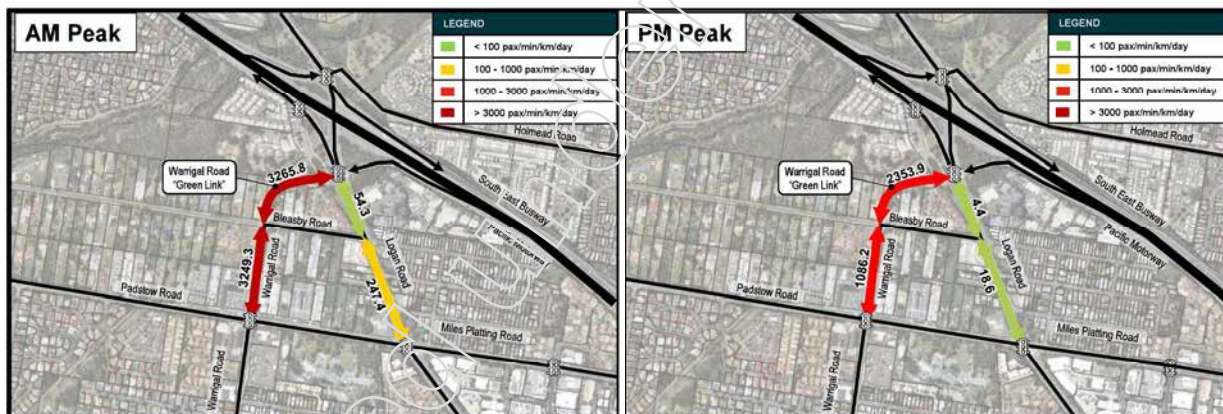 AM Peak
LEGEND
< 100 pax/min/km/day
100 - 1000 pax/min/km/day
1000 - 3000 pax/min/km/day
> 3000 pax/min/km/day
Holmead Road
Warrigal Road
"Green Link"
3265.8
54.3
South East Busway
Pacific Motorway
Bleasby Road
Logan Road
3249.3
Warrigal Road
247.4
Padstow Road
Miles Platting Road
Warrigal Road
PM Peak
LEGEND
< 100 pax/min/km/day
100 - 1000 pax/min/km/day
1000 - 3000 pax/min/km/day
> 3000 pax/min/km/day
Holmead Road
Warrigal Road
"Green Link"
2353.9
4.4
South East Busway
Pacific Motorway
Bleasby Road
Logan Road
1086.2
Warrigal Road
18.6
Padstow Road
Miles Platting Road
Warrigal Road